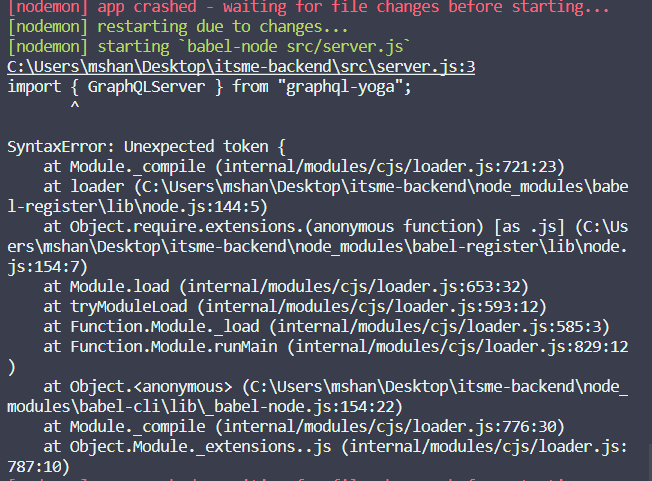 [nodemon] app crashed - waiting for file changes before starting...
[nodemon] restarting due to changes...
[nodemon] starting `babel-node src/server.js`
C:\Users\mshan\Desktop\itsme-backend\src\server.js:3
import { GraphQLServer } from "graphql-yoga";
       ^
SyntaxError: Unexpected token {
    at Module._compile (internal/modules/cjs/loader.js:721:23)
    at loader (C:\Users\mshan\Desktop\itsme-backend\node_modules\babe
l-register\lib\node.js:144:5)
    at Object.require.extensions.(anonymous function) [as .js] (C:\Us
ers\mshan\Desktop\itsme-backend\node_modules\babel-register\lib\node.
js:154:7)
    at Module.load (internal/modules/cjs/loader.js:653:32)
    at tryModuleLoad (internal/modules/cjs/loader.js:593:12)
    at Function.Module._load (internal/modules/cjs/loader.js:585:3)
    at Function.Module.runMain (internal/modules/cjs/loader.js:829:12
)
    at Object.<anonymous> (C:\Users\mshan\Desktop\itsme-backend\node_
modules\babel-cli\lib\_babel-node.js:154:22)
    at Module._compile (internal/modules/cjs/loader.js:776:30)
    at Object.Module._extensions..js (internal/modules/cjs/loader.js:
787:10)